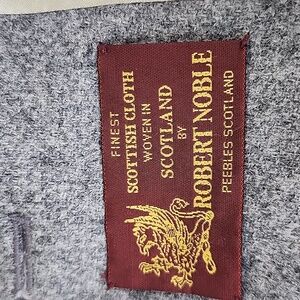 FINEST
SCOTTISH CLOTH
WOVEN IN
SCOTLAND
BY
ROBERT NOBLE
PEEBLES SCOTLAND